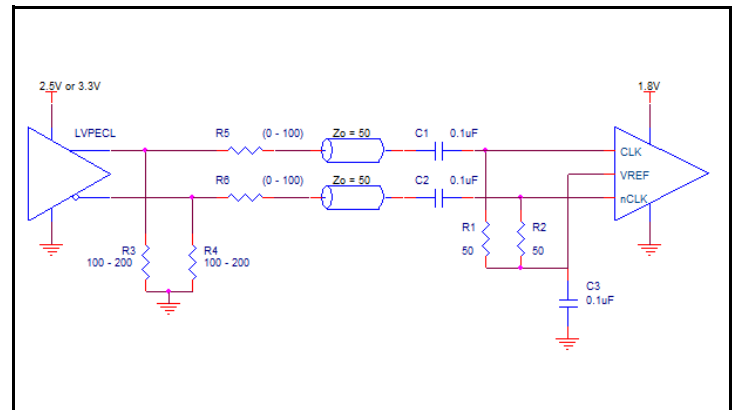 2.5V or 3.3V
1.8V
LVPECL
R5 (0 - 100) Zo = 50 C1 0.1uF
CLK
R6 (0 - 100) Zo = 50 C2 0.1uF
VREF
nCLK
R3
100 - 200
R4
100 - 200
R1
50
R2
50
C3
0.1uF